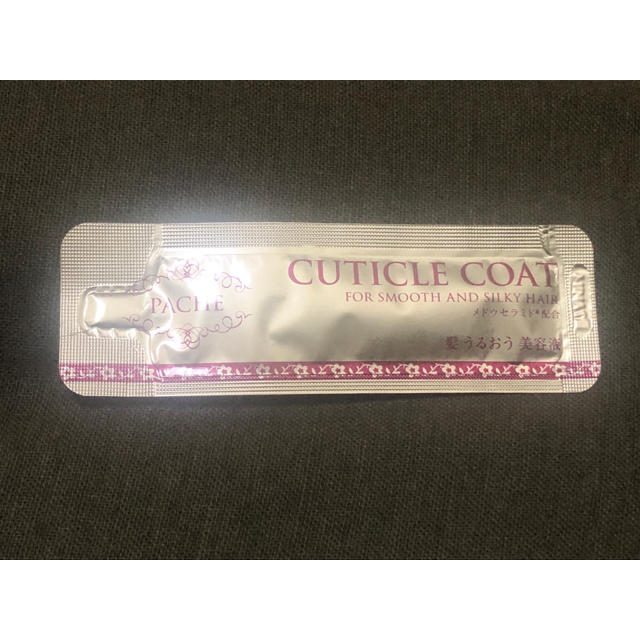 PACHE
CUTICLE COAT
FOR SMOOTH AND SILKY HAIR
メドウセラミド®配合
髪 うるおう 美容液